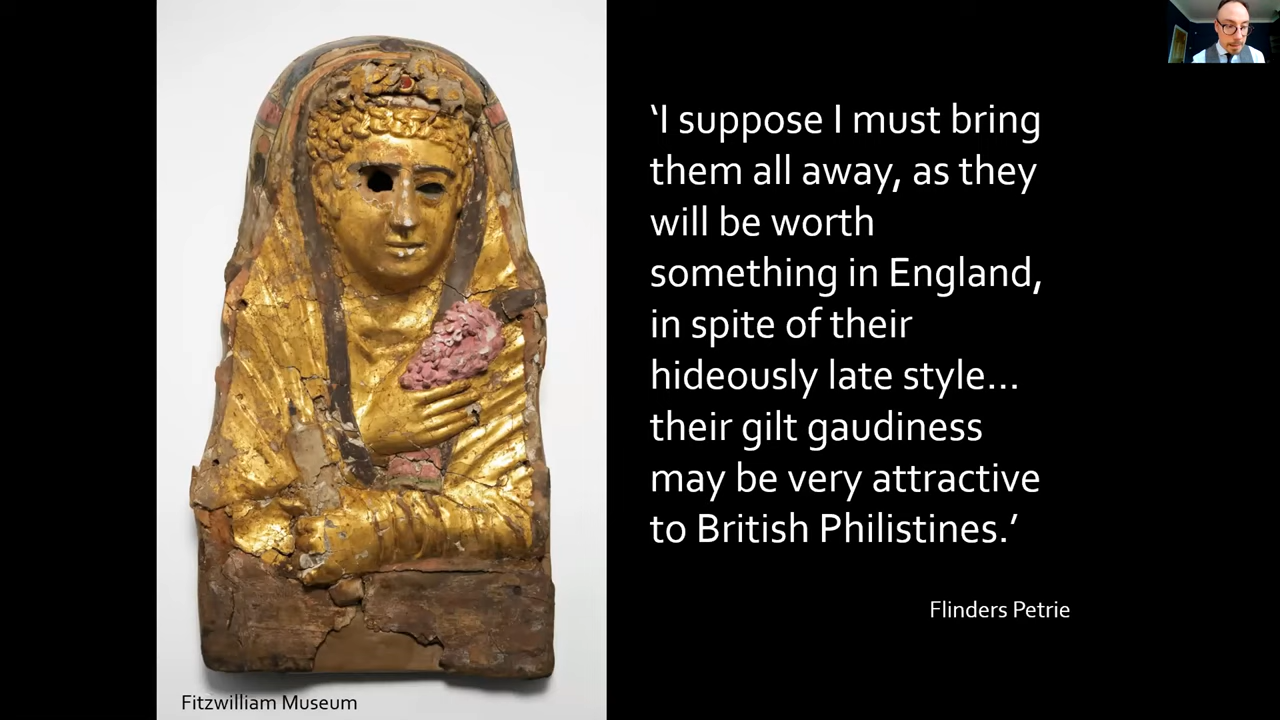 ‘I suppose I must bring
them all away, as they
will be worth
something in England,
in spite of their
hideously late style...
their gilt gaudiness
may be very attractive
to British Philistines.’
Flinders Petrie
Fitzwilliam Museum